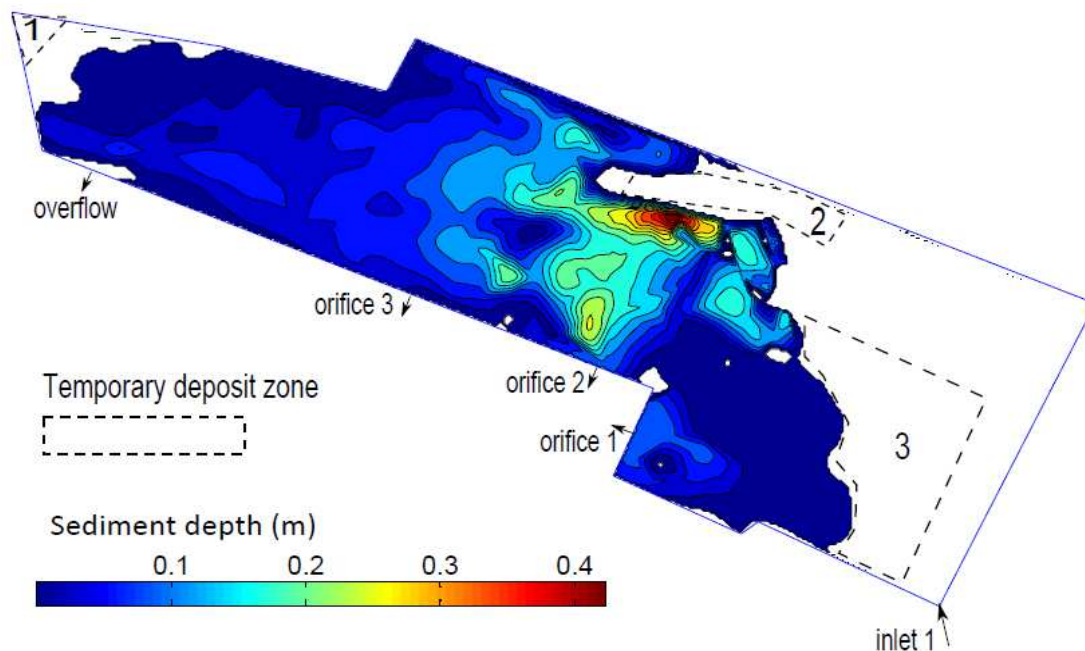 1
overflow
2
orifice 3
Temporary deposit zone
orifice 2
orifice 1
3
Sediment depth (m)
0.1 0.2 0.3 0.4
inlet 1